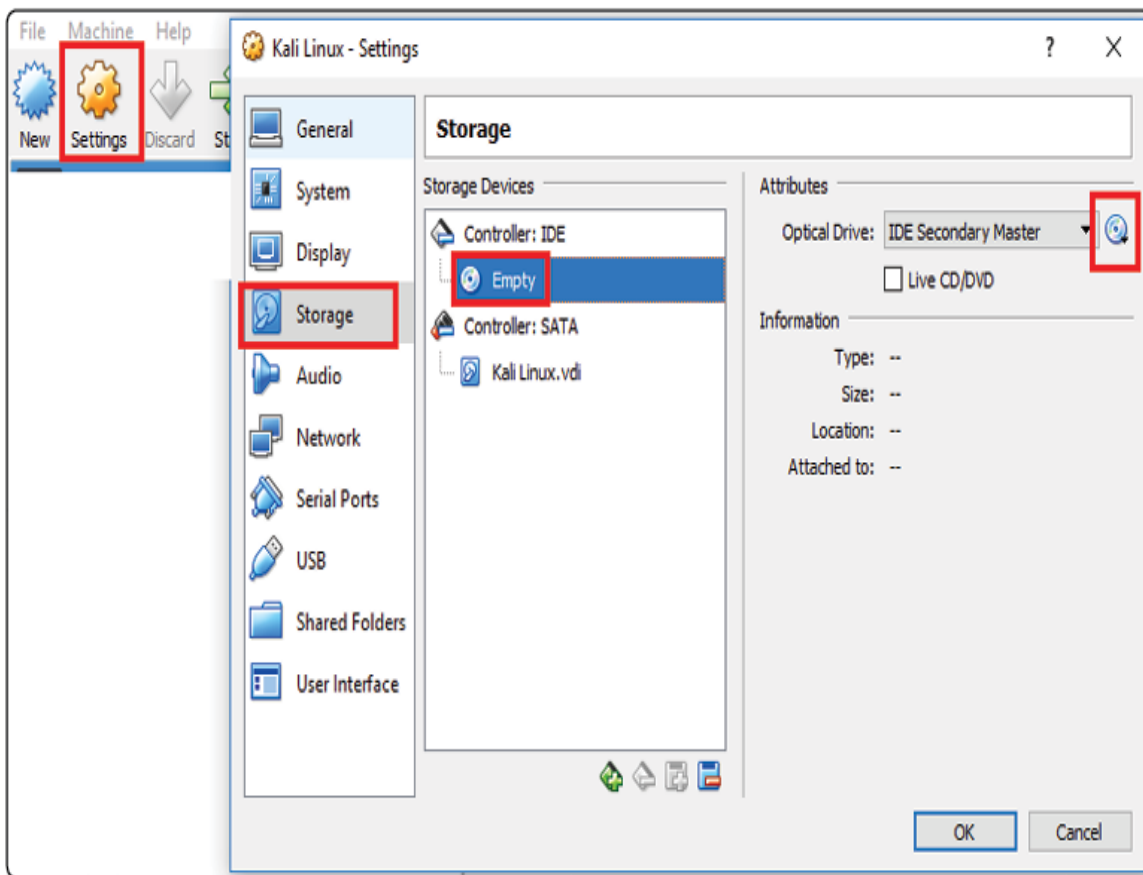 File Machine Help
New Settings Discard St
Kali Linux - Settings ? X
General
System
Display
Storage
Audio
Network
Serial Ports
USB
Shared Folders
User Interface
Storage
Storage Devices
Controller: IDE
Empty
Controller: SATA
Kali Linux.vdi
Attributes
Optical Drive: IDE Secondary Master
Live CD/DVD
Information
Type: --
Size: --
Location: --
Attached to: --
OK Cancel